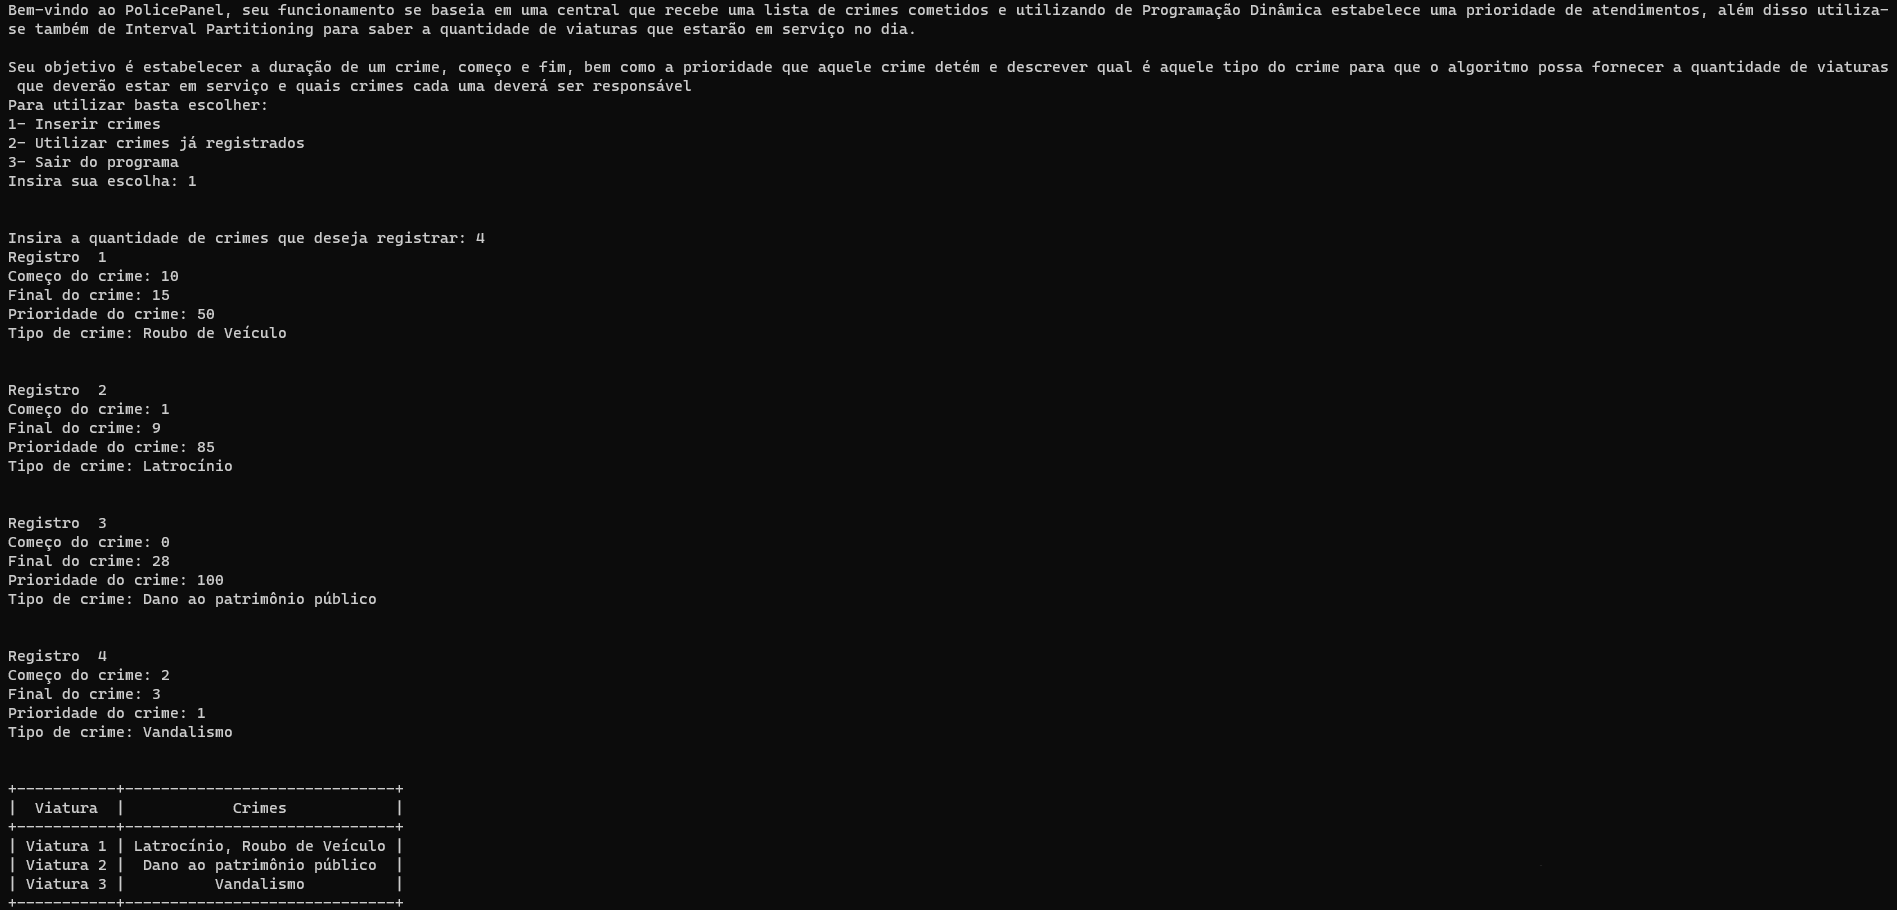 Bem-vindo ao PolicePanel, seu funcionamento se baseia em uma central que recebe uma lista de crimes cometidos e utilizando de Programação Dinâmica estabelece uma prioridade de atendimentos, além disso utiliza-
se também de Interval Partitioning para saber a quantidade de viaturas que estarão em serviço no dia.

Seu objetivo é estabelecer a duração de um crime, começo e fim, bem como a prioridade que aquele crime detém e descrever qual é aquele tipo do crime para que o algoritmo possa fornecer a quantidade de viaturas
 que deverão estar em serviço e quais crimes cada uma deverá ser responsável
Para utilizar basta escolher:
1- Inserir crimes
2- Utilizar crimes já registrados
3- Sair do programa
Insira sua escolha: 1

Insira a quantidade de crimes que deseja registrar: 4
Registro  1
Começo do crime: 10
Final do crime: 15
Prioridade do crime: 50
Tipo de crime: Roubo de Veículo

Registro  2
Começo do crime: 1
Final do crime: 9
Prioridade do crime: 85
Tipo de crime: Latrocínio

Registro  3
Começo do crime: 0
Final do crime: 28
Prioridade do crime: 100
Tipo de crime: Dano ao patrimônio público

Registro  4
Começo do crime: 2
Final do crime: 3
Prioridade do crime: 1
Tipo de crime: Vandalismo

+-----------+------------------------------+
|  Viatura  |            Crimes            |
+-----------+------------------------------+
| Viatura 1 | Latrocínio, Roubo de Veículo |
| Viatura 2 |  Dano ao patrimônio público  |
| Viatura 3 |          Vandalismo          |
+-----------+------------------------------+